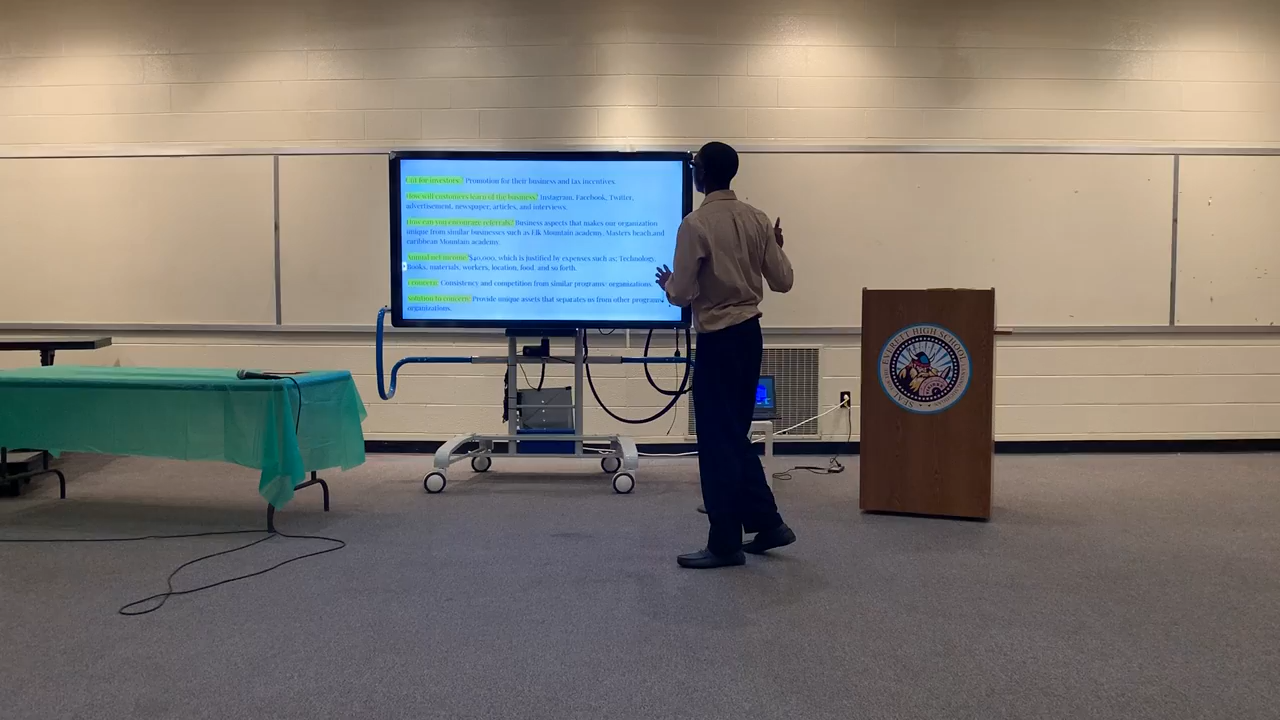 Cut for investors: Promotion for their business and tax incentives.
How will customers learn of the business? Instagram, Facebook, Twitter,
advertisement, newspaper, articles, and interviews.
How can you encourage referrals? Business aspects that makes our organization
unique from similar businesses such as Elk Mountain academy, Masters beach,and
caribbean Mountain academy.
Annual net income $40,000, which is justified by expenses such as; Technology,
Books, materials, workers, location, food, and so forth.
1 concern: Consistency and competition from similar programs/ organizations.
Solution to concern: Provide unique assets that separates us from other programs/
organizations.
EVERETT HIGH SCHOOL
SEAL